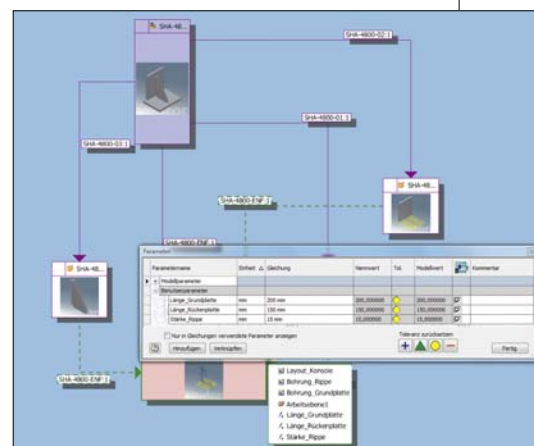 SHA-48...
SHA-4800-02:1
SHA-4800-01:1
SHA-4800-03:1
SHA-48...
SHA-4800-ENF:1
SHA-4800-ENF:1
SHA-48...
Parameter
Parametername Einheit Gleichung Nennwert Tol. Modellwert Kommentar
Modellparameter
Benutzerparameter
Länge_Grundplatte mm 200 mm 200,000000 200,000000
Länge_Rückenplatte mm 150 mm 150,000000 150,000000
Stärke_Rippe mm 15 mm 15,000000 15,000000
Nur in Gleichungen verwendete Parameter anzeigen
Toleranz zurücksetzen
Hinzufügen Verknüpfen Fertig
SHA-4800-ENF:1
Layout_Konsole
Bohrung_Rippe
Bohrung_Grundplatte
Arbeitsebene1
Länge_Grundplatte
Länge_Rückenplatte
Stärke_Rippe